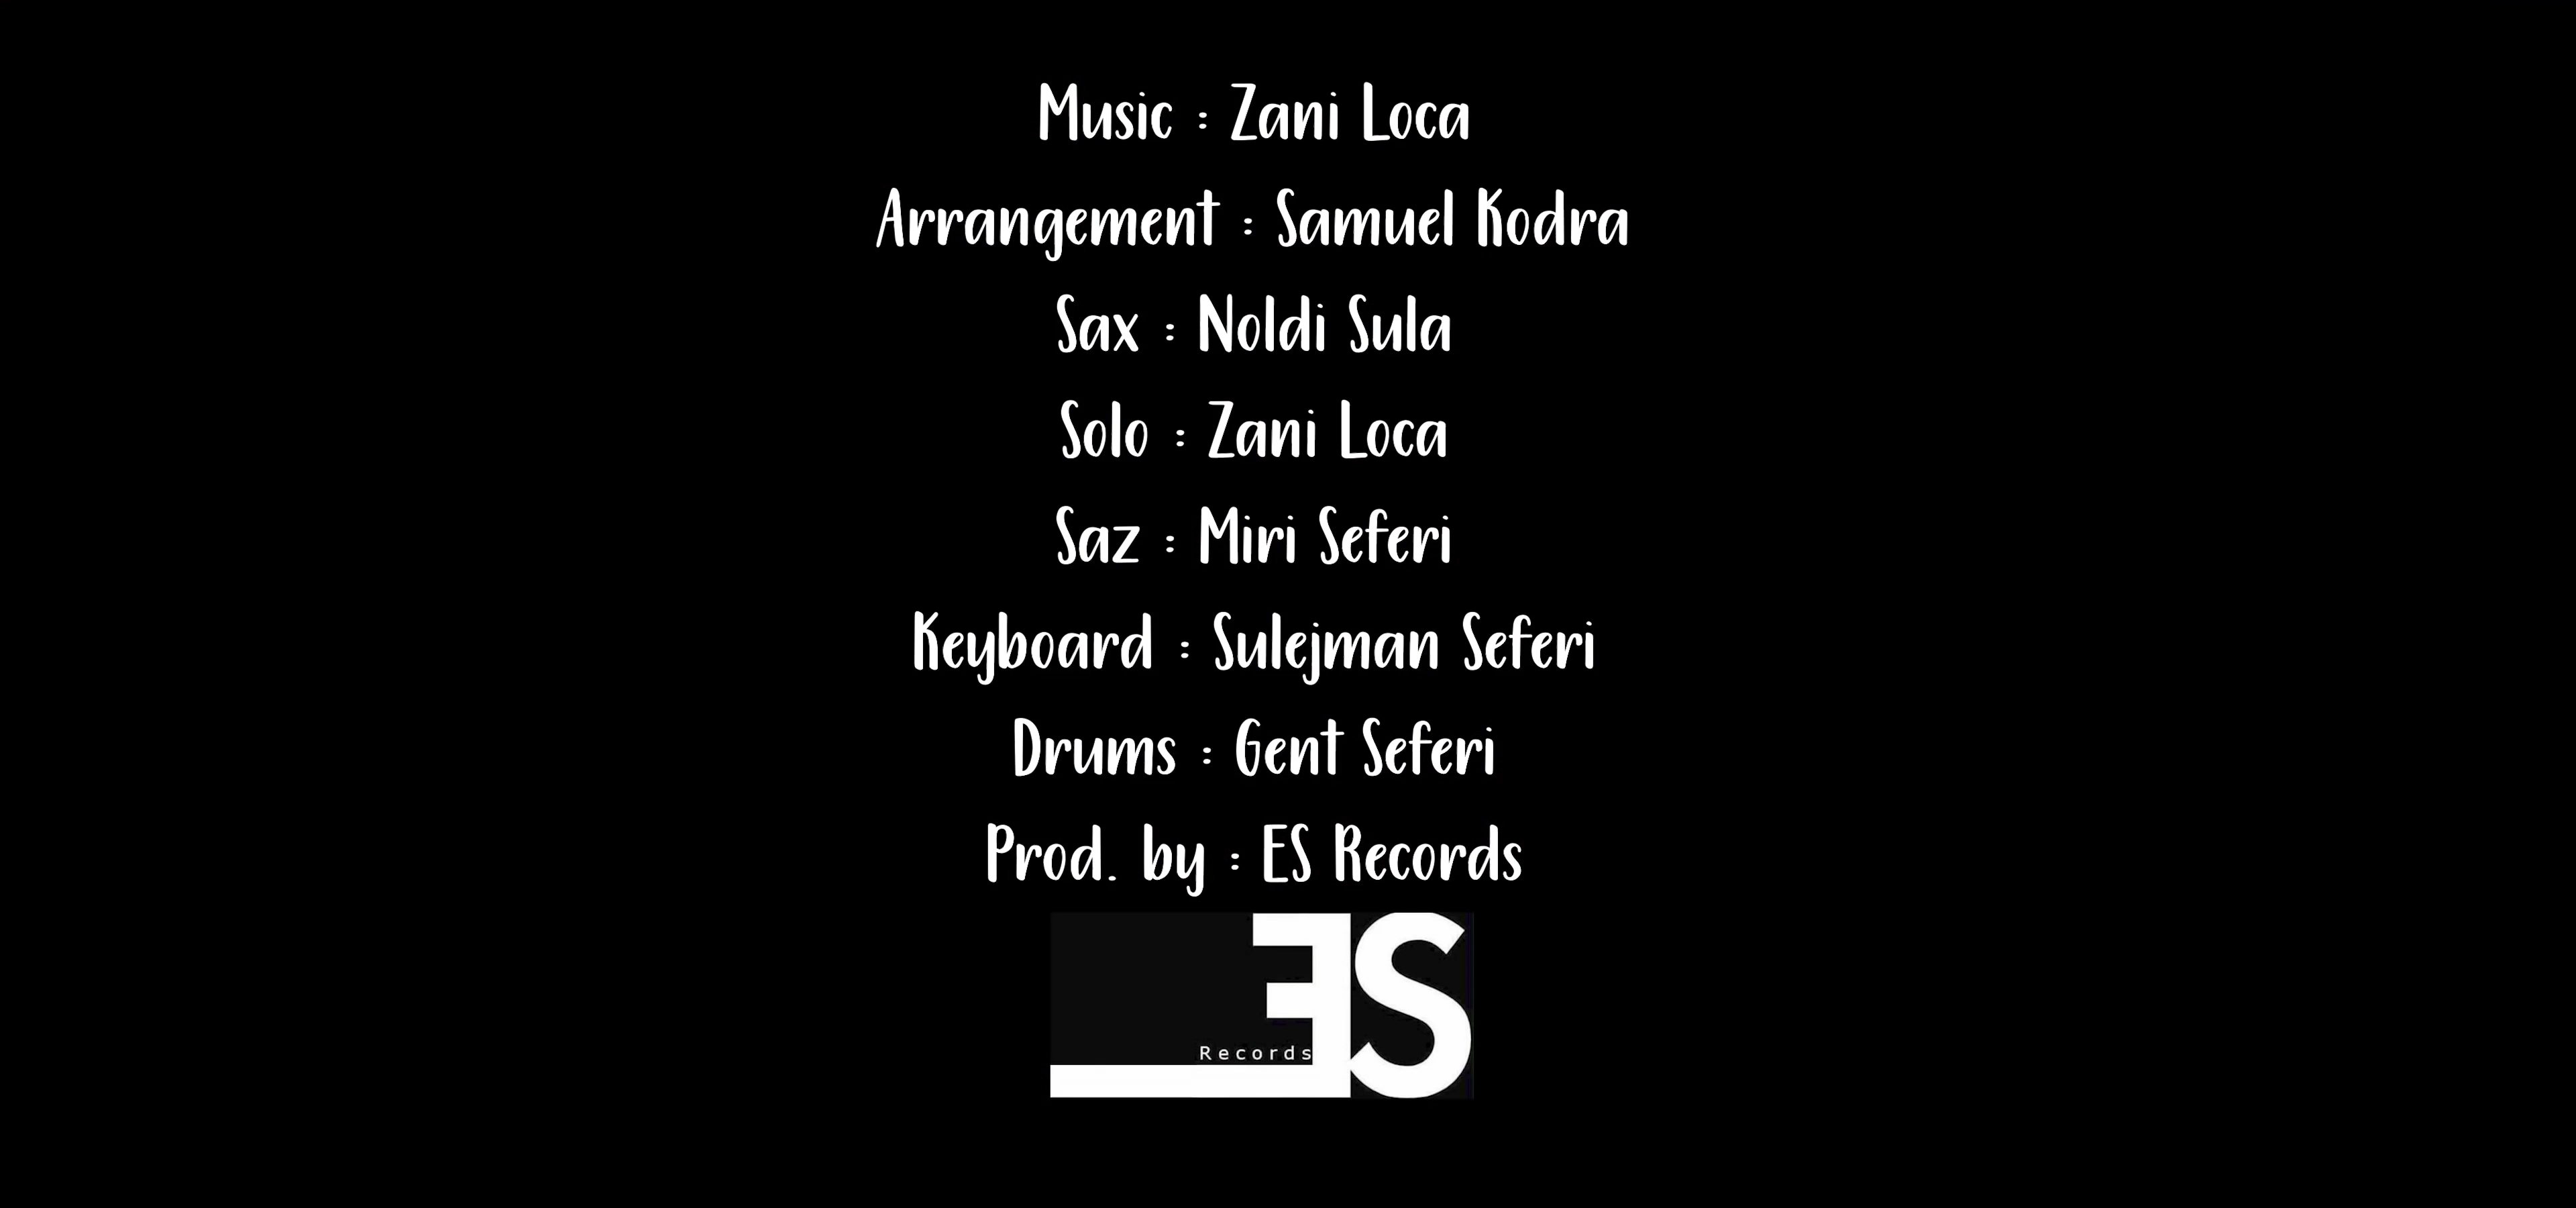 Music : Zani Loca
Arrangement : Samuel Kodra
Sax : Noldi Sula
Solo : Zani Loca
Saz : Miri Seferi
Keyboard : Sulejman Seferi
Drums : Gent Seferi
Prod. by : ES Records
ES
Records